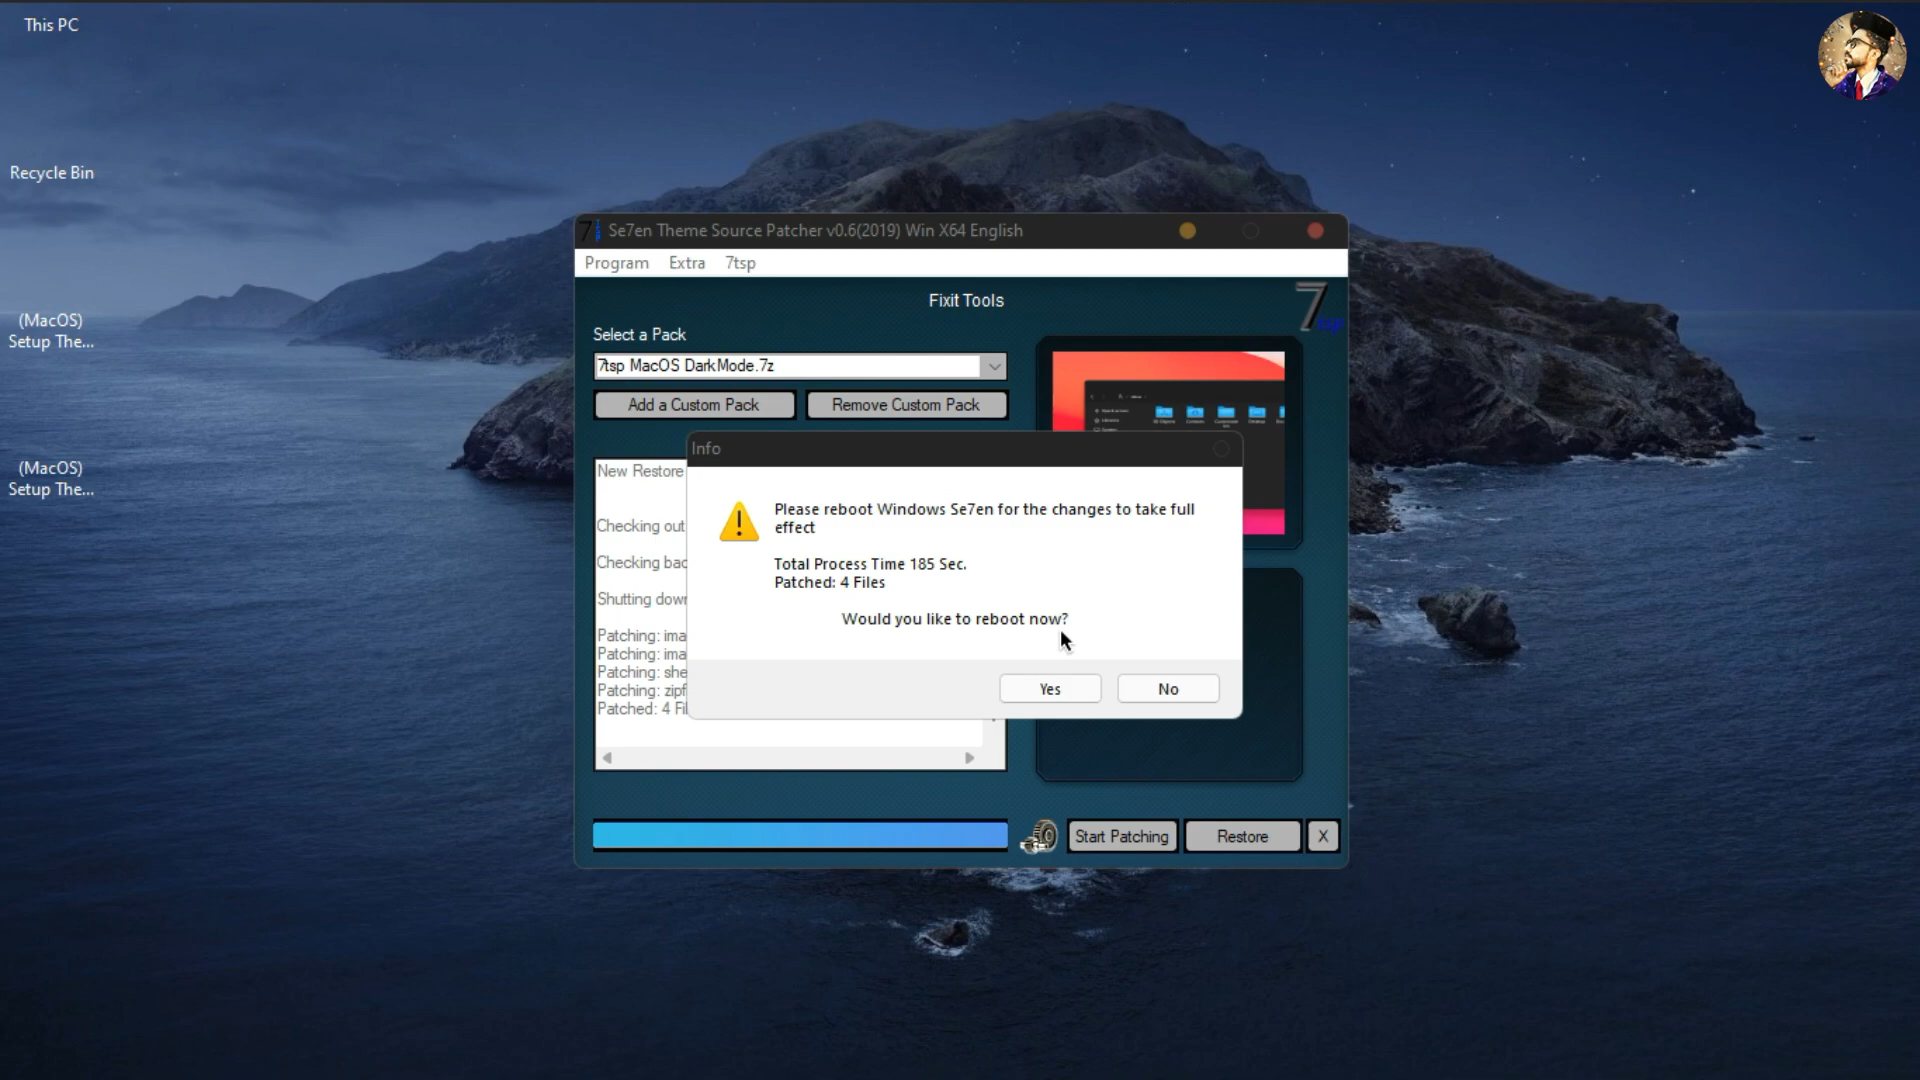 This PC
Recycle Bin
(MacOS)
Setup The...
(MacOS)
Setup The...
Se7en Theme Source Patcher v0.6(2019) Win X64 English
Program Extra 7tsp
Fixit Tools
7tsp
Select a Pack
7tsp MacOS DarkMode.7z
Add a Custom Pack Remove Custom Pack
Info
New Restore
Checking out
Checking bac
Shutting down
Patching: ima
Patching: ima
Patching: she
Patching: zipf
Patched: 4 Fi
Please reboot Windows Se7en for the changes to take full
effect
Total Process Time 185 Sec.
Patched: 4 Files
Would you like to reboot now?
Yes No
Start Patching Restore X